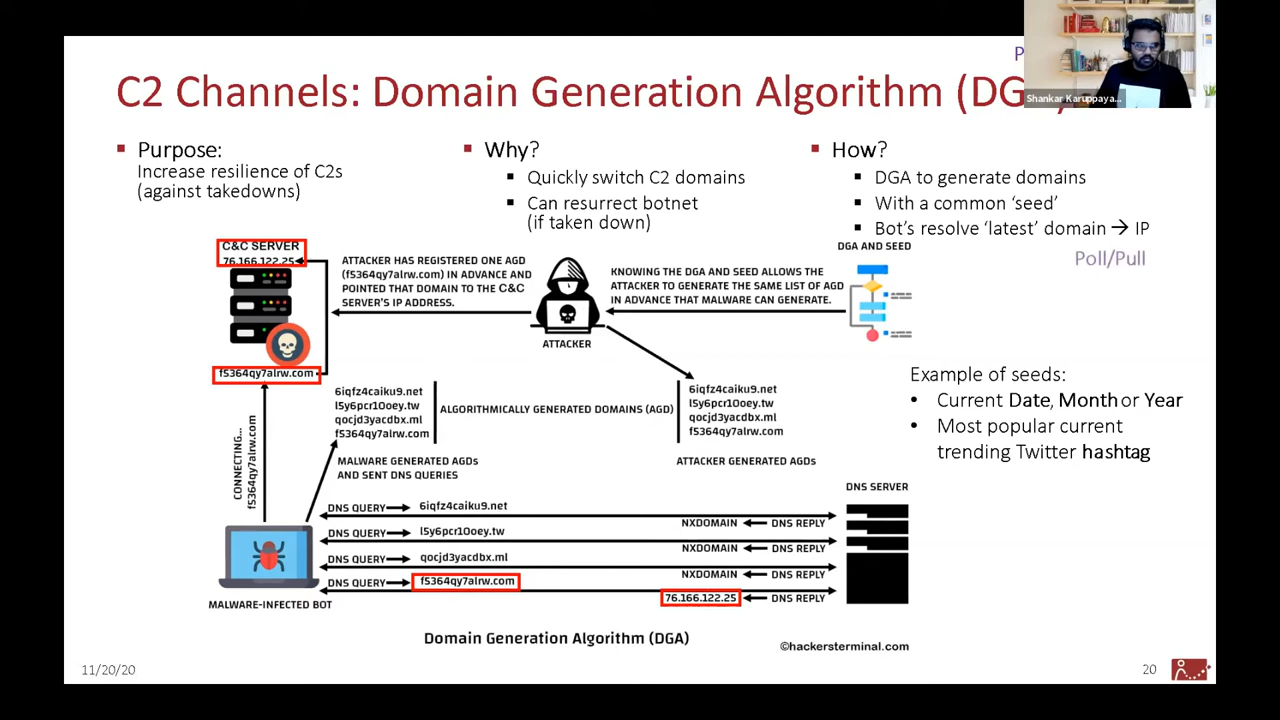 P
C2 Channels: Domain Generation Algorithm (DG
Shankar Karuppaya...
Purpose:
Increase resilience of C2s
(against takedowns)
Why?
Quickly switch C2 domains
Can resurrect botnet
(if taken down)
How?
DGA to generate domains
With a common ‘seed’
Bot’s resolve ‘latest’ domain → IP
Poll/Pull
C&C SERVER
76.166.122.25
f5364qy7alrw.com
ATTACKER HAS REGISTERED ONE AGD
(f5364qy7alrw.com) IN ADVANCE AND
POINTED THAT DOMAIN TO THE C&C
SERVER'S IP ADDRESS.
ATTACKER
KNOWING THE DGA AND SEED ALLOWS THE
ATTACKER TO GENERATE THE SAME LIST OF AGD
IN ADVANCE THAT MALWARE CAN GENERATE.
DGA AND SEED
6iqfz4caiku9.net
l5y6pcr10oey.tw
qocjd3yacdbx.ml
f5364qy7alrw.com
ALGORITHMICALLY GENERATED DOMAINS (AGD)
6iqfz4caiku9.net
l5y6pcr10oey.tw
qocjd3yacdbx.ml
f5364qy7alrw.com
MALWARE GENERATED AGDs
AND SENT DNS QUERIES
ATTACKER GENERATED AGDs
Example of seeds:
Current Date, Month or Year
Most popular current
trending Twitter hashtag
CONNECTING...
f5364qy7alrw.com
DNS SERVER
DNS QUERY → 6iqfz4caiku9.net
NXDOMAIN ← DNS REPLY
DNS QUERY → l5y6pcr10oey.tw
NXDOMAIN ← DNS REPLY
DNS QUERY → qocjd3yacdbx.ml
NXDOMAIN ← DNS REPLY
DNS QUERY → f5364qy7alrw.com
76.166.122.25 ← DNS REPLY
MALWARE-INFECTED BOT
Domain Generation Algorithm (DGA)
©hackersterminal.com
11/20/20
20